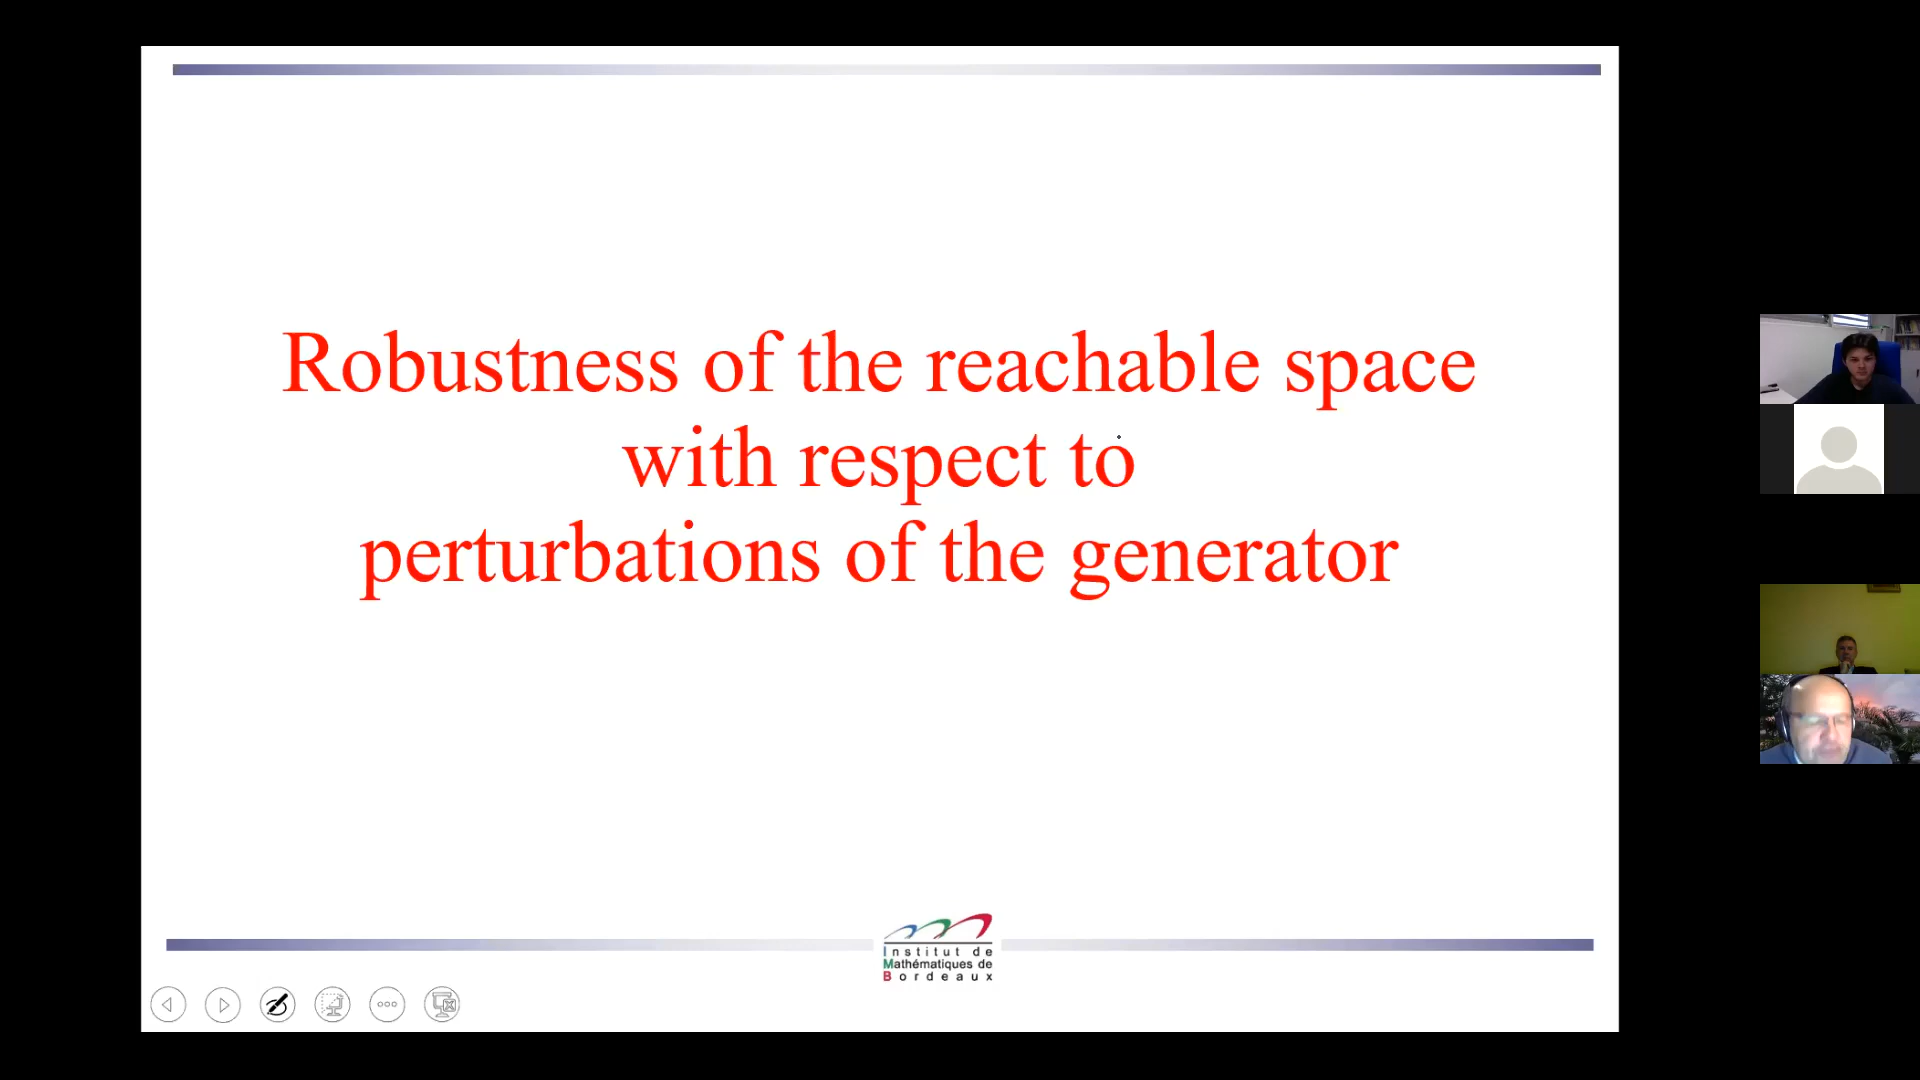 Robustness of the reachable space
with respect to
perturbations of the generator
Institut de
Mathématiques de
Bordeaux